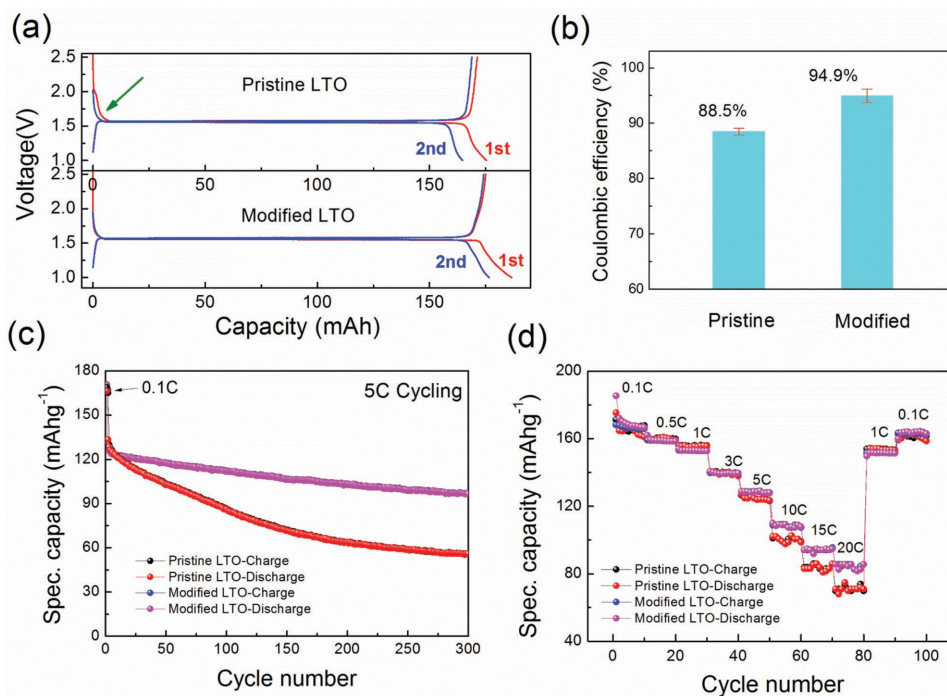 (a)
2.5
2.0
1.5
1.0
Pristine LTO
2nd
1st
0
50
100
150
2.5
2.0
1.5
1.0
Modified LTO
2nd
1st
0
50
100
150
Voltage(V)
Capacity (mAh)
(b)
100
95
90
85
80
60
88.5%
94.9%
Coulombic efficiency (%)
Pristine
Modified
(c)
180
150
120
90
60
30
0
0.1C
5C Cycling
Pristine LTO-Charge
Pristine LTO-Discharge
Modified LTO-Charge
Modified LTO-Discharge
0
50
100
150
200
250
300
Spec. capacity (mAhg⁻¹)
Cycle number
(d)
200
160
120
80
40
0.1C
0.5C
1C
3C
5C
10C
15C
20C
1C
0.1C
Pristine LTO-Charge
Pristine LTO-Discharge
Modified LTO-Charge
Modified LTO-Discharge
0
20
40
60
80
100
Spec. capacity (mAhg⁻¹)
Cycle number